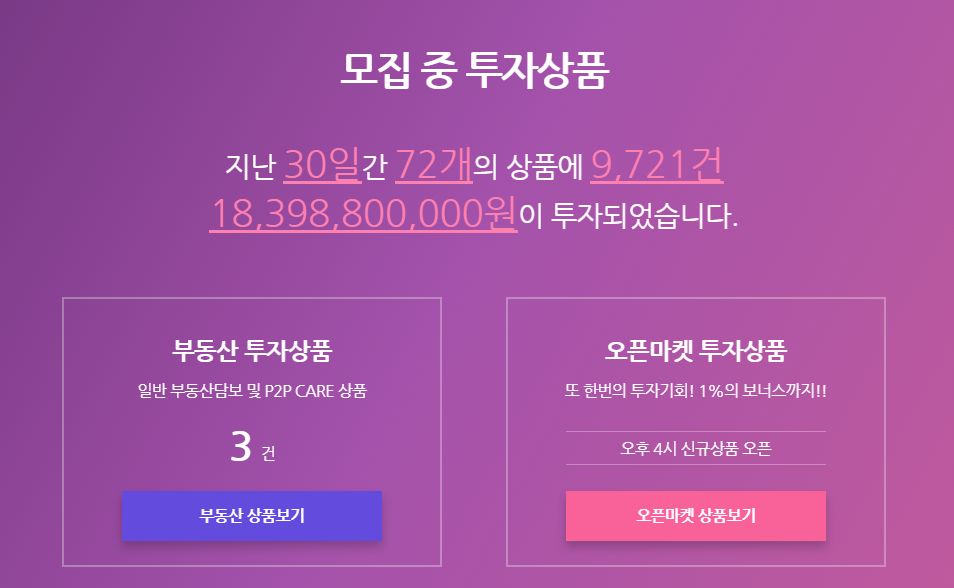 모집 중 투자상품
지난 30일간 72개의 상품에 9,721건
18,398,800,000원이 투자되었습니다.
부동산 투자상품
일반 부동산담보 및 P2P CARE 상품
3 건
부동산 상품보기
오픈마켓 투자상품
또 한번의 투자기회! 1%의 보너스까지!!
오후 4시 신규상품 오픈
오픈마켓 상품보기